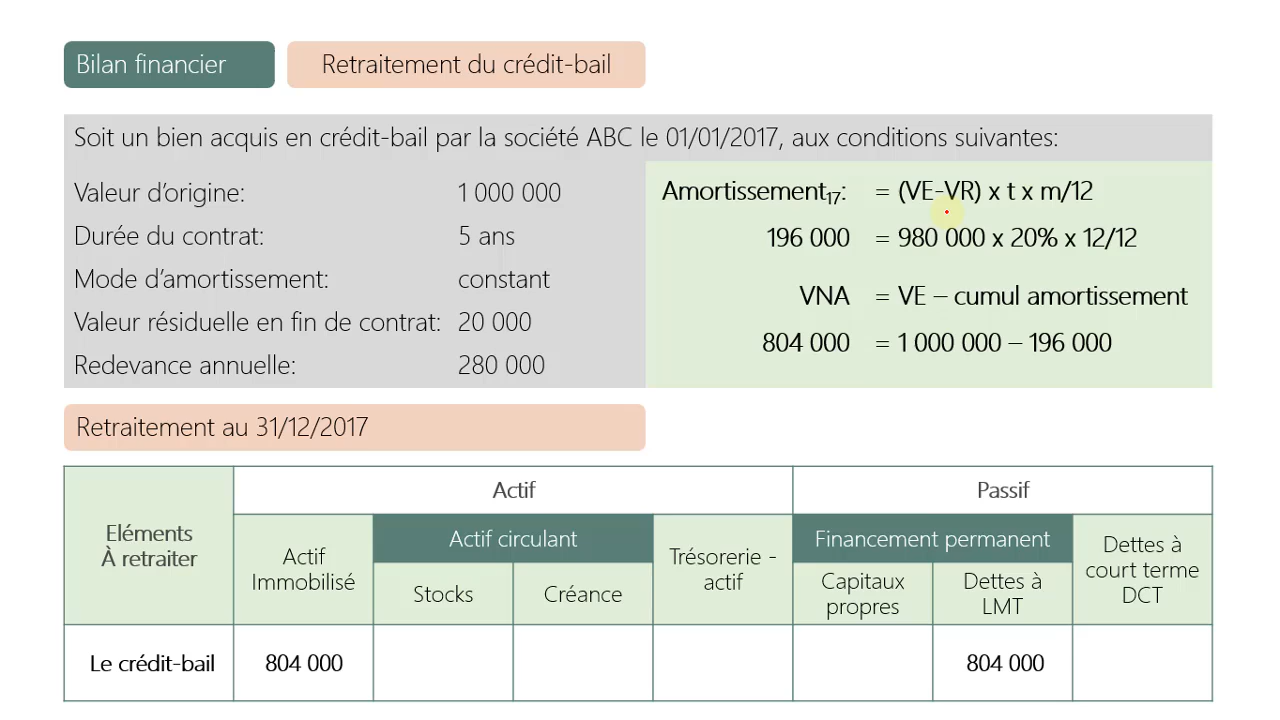 Bilan financier
Retraitement du crédit-bail
Soit un bien acquis en crédit-bail par la société ABC le 01/01/2017, aux conditions suivantes:
Valeur d’origine: 1 000 000
Durée du contrat: 5 ans
Mode d’amortissement: constant
Valeur résiduelle en fin de contrat: 20 000
Redevance annuelle: 280 000
Amortissement17: = (VE-VR) x t x m/12
196 000 = 980 000 x 20% x 12/12
VNA = VE – cumul amortissement
804 000 = 1 000 000 – 196 000
Retraitement au 31/12/2017
Eléments
À retraiter
Actif
Passif
Actif
Immobilisé
Actif circulant
Stocks
Créance
Trésorerie -
actif
Financement permanent
Capitaux
propres
Dettes à
LMT
Dettes à
court terme
DCT
Le crédit-bail 804 000 804 000